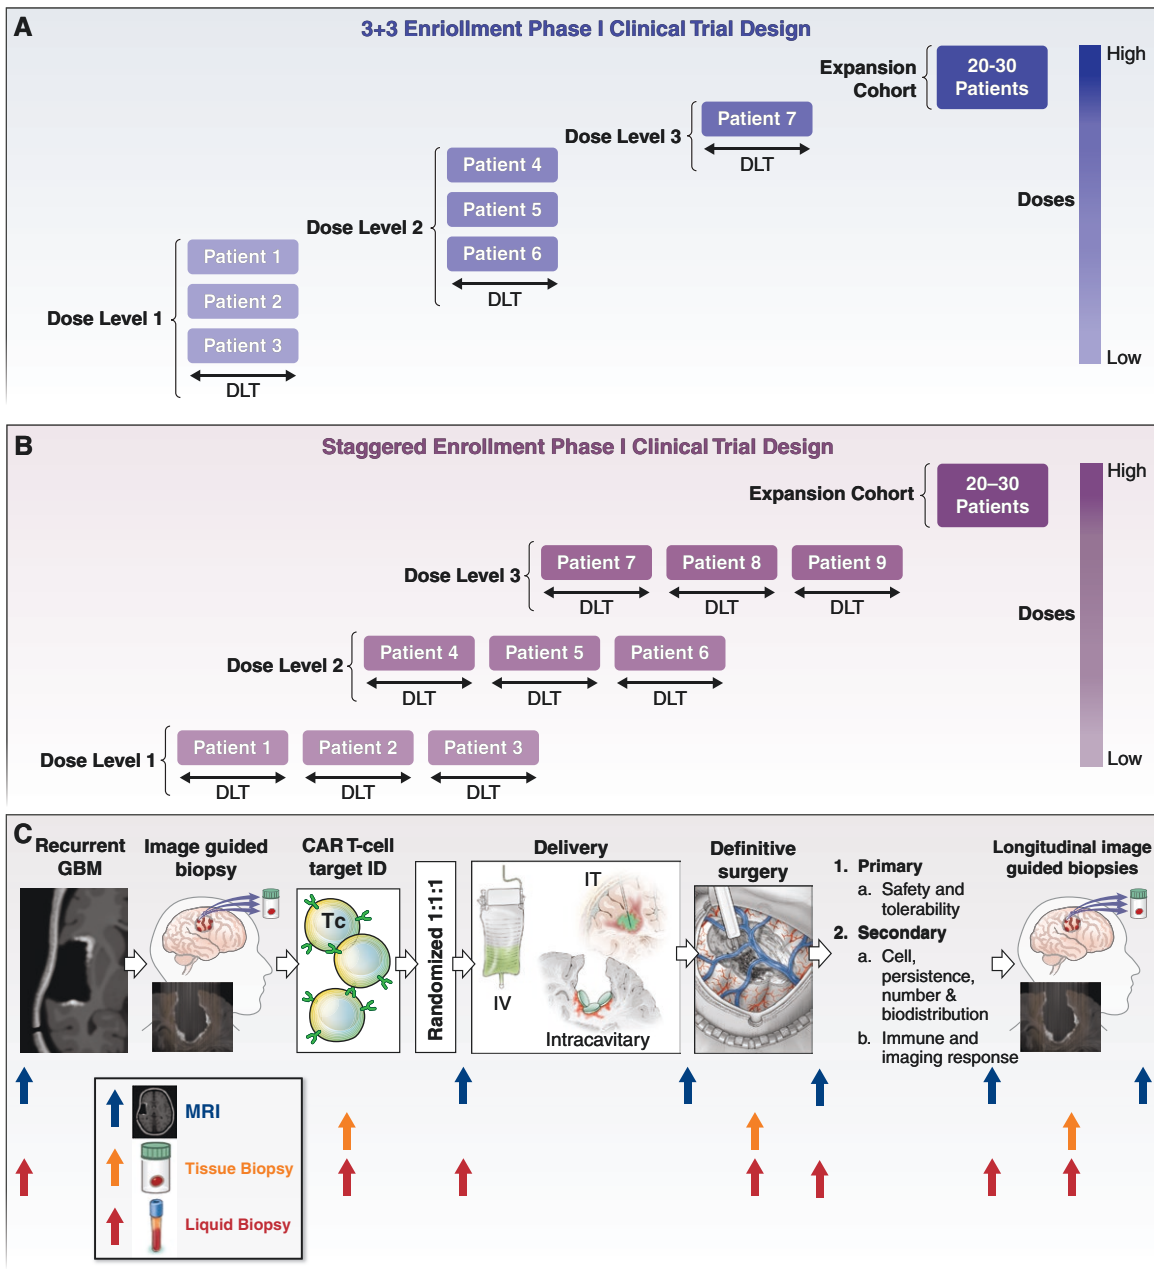 A
3+3 Enriollment Phase I Clinical Trial Design
Expansion
Cohort
20-30
Patients
High
Dose Level 3
Patient 7
DLT
Dose Level 2
Patient 4
Patient 5
Patient 6
DLT
Doses
Dose Level 1
Patient 1
Patient 2
Patient 3
DLT
Low
B
Staggered Enrollment Phase I Clinical Trial Design
Expansion Cohort
20–30
Patients
High
Dose Level 3
Patient 7
Patient 8
Patient 9
DLT
DLT
DLT
Doses
Dose Level 2
Patient 4
Patient 5
Patient 6
DLT
DLT
DLT
Dose Level 1
Patient 1
Patient 2
Patient 3
DLT
DLT
DLT
Low
C
Recurrent
GBM
Image guided
biopsy
CAR T-cell
target ID
Tc
Randomized 1:1:1
Delivery
IV
IT
Intracavitary
Definitive
surgery
1. Primary
a. Safety and
tolerability
2. Secondary
a. Cell,
persistence,
number &
biodistribution
b. Immune and
imaging response
Longitudinal image
guided biopsies
MRI
Tissue Biopsy
Liquid Biopsy